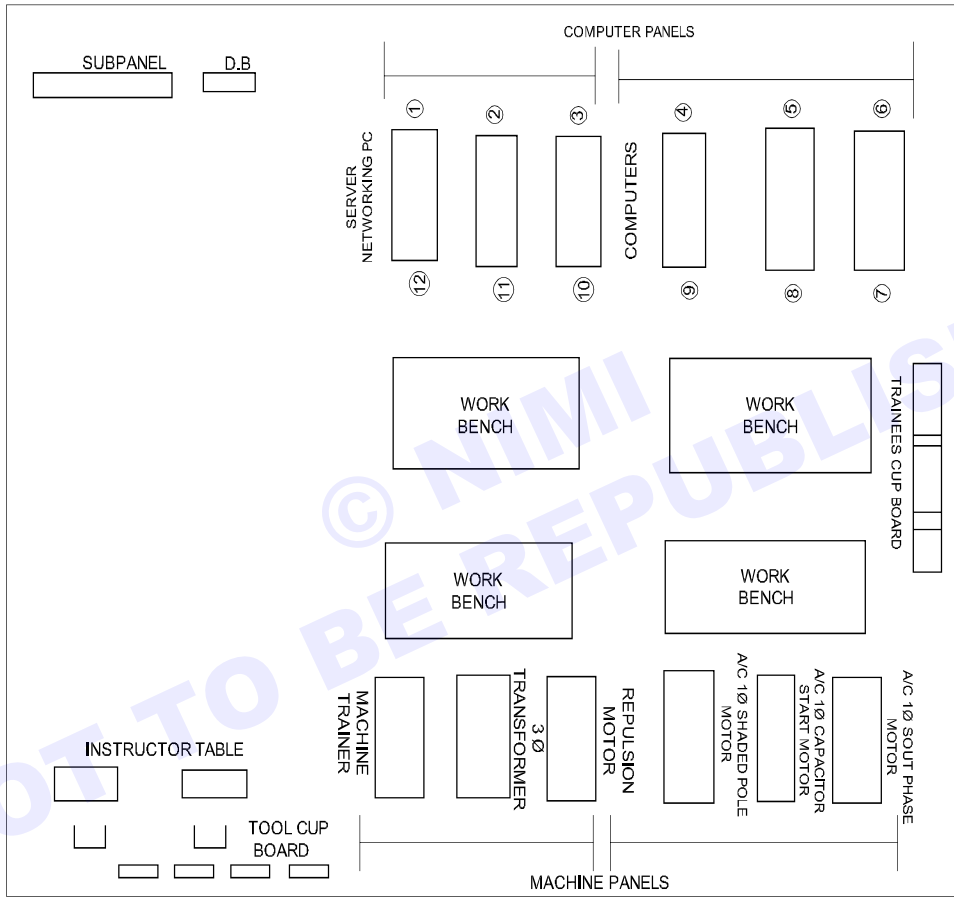 COMPUTER PANELS
SUBPANEL
D.B
1
2
3
4
5
6
SERVER
NETWORKING PC
COMPUTERS
12
11
10
9
8
7
WORK
BENCH
WORK
BENCH
TRAINEES CUP BOARD
WORK
BENCH
WORK
BENCH
MACHINE
TRAINER
3 Ø
TRANSFORMER
REPULSION
MOTOR
A/C 1Ø SHADED POLE
MOTOR
A/C 1Ø CAPACITOR
START MOTOR
A/C 1Ø SOUT PHASE
MOTOR
INSTRUCTOR TABLE
TOOL CUP
BOARD
MACHINE PANELS
© NIMI
NOT TO BE REPUBLISH